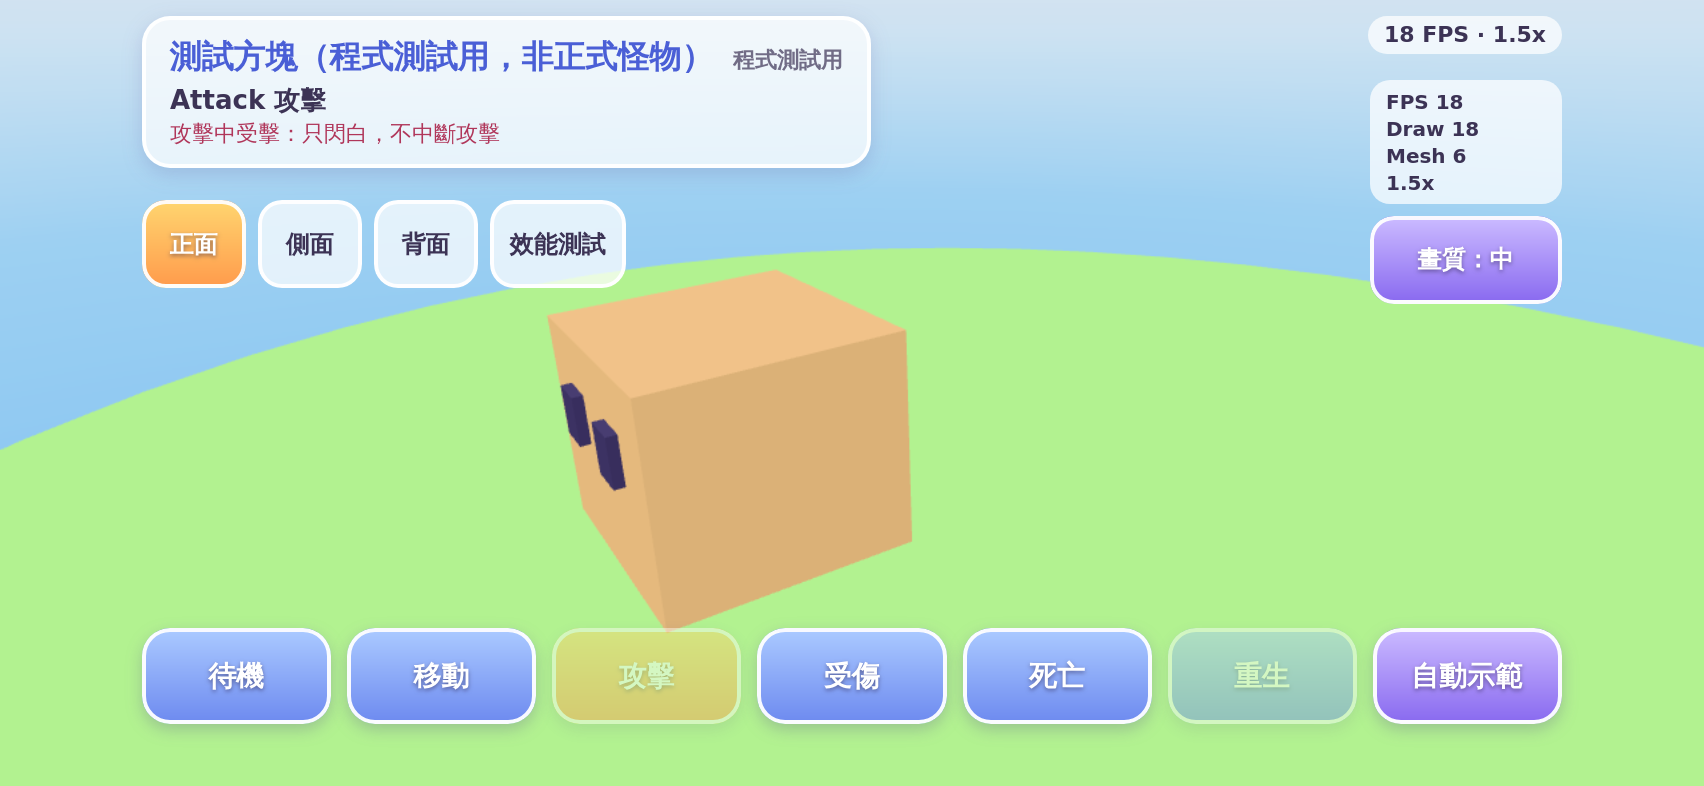 測試方塊（程式測試用，非正式怪物） 程式測試用
Attack 攻擊
攻擊中受擊：只閃白，不中斷攻擊
18 FPS · 1.5x
FPS 18
Draw 18
Mesh 6
1.5x
正面
側面
背面
效能測試
畫質：中
待機
移動
攻擊
受傷
死亡
重生
自動示範